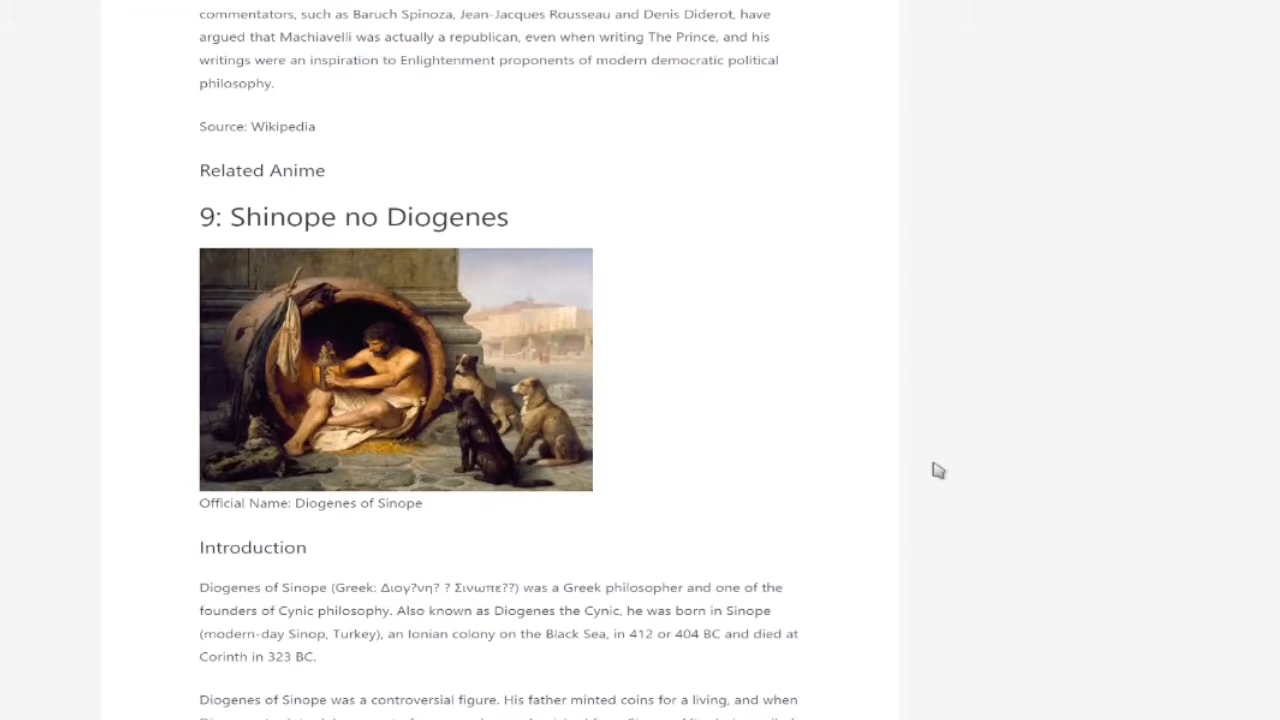 commentators, such as Baruch Spinoza, Jean-Jacques Rousseau and Denis Diderot, have
argued that Machiavelli was actually a republican, even when writing The Prince, and his
writings were an inspiration to Enlightenment proponents of modern democratic political
philosophy.
Source: Wikipedia
Related Anime
9: Shinope no Diogenes
Official Name: Diogenes of Sinope
Introduction
Diogenes of Sinope (Greek: Διογ?νη? ? Σινωπε??) was a Greek philosopher and one of the
founders of Cynic philosophy. Also known as Diogenes the Cynic, he was born in Sinope
(modern-day Sinop, Turkey), an Ionian colony on the Black Sea, in 412 or 404 BC and died at
Corinth in 323 BC.
Diogenes of Sinope was a controversial figure. His father minted coins for a living, and when